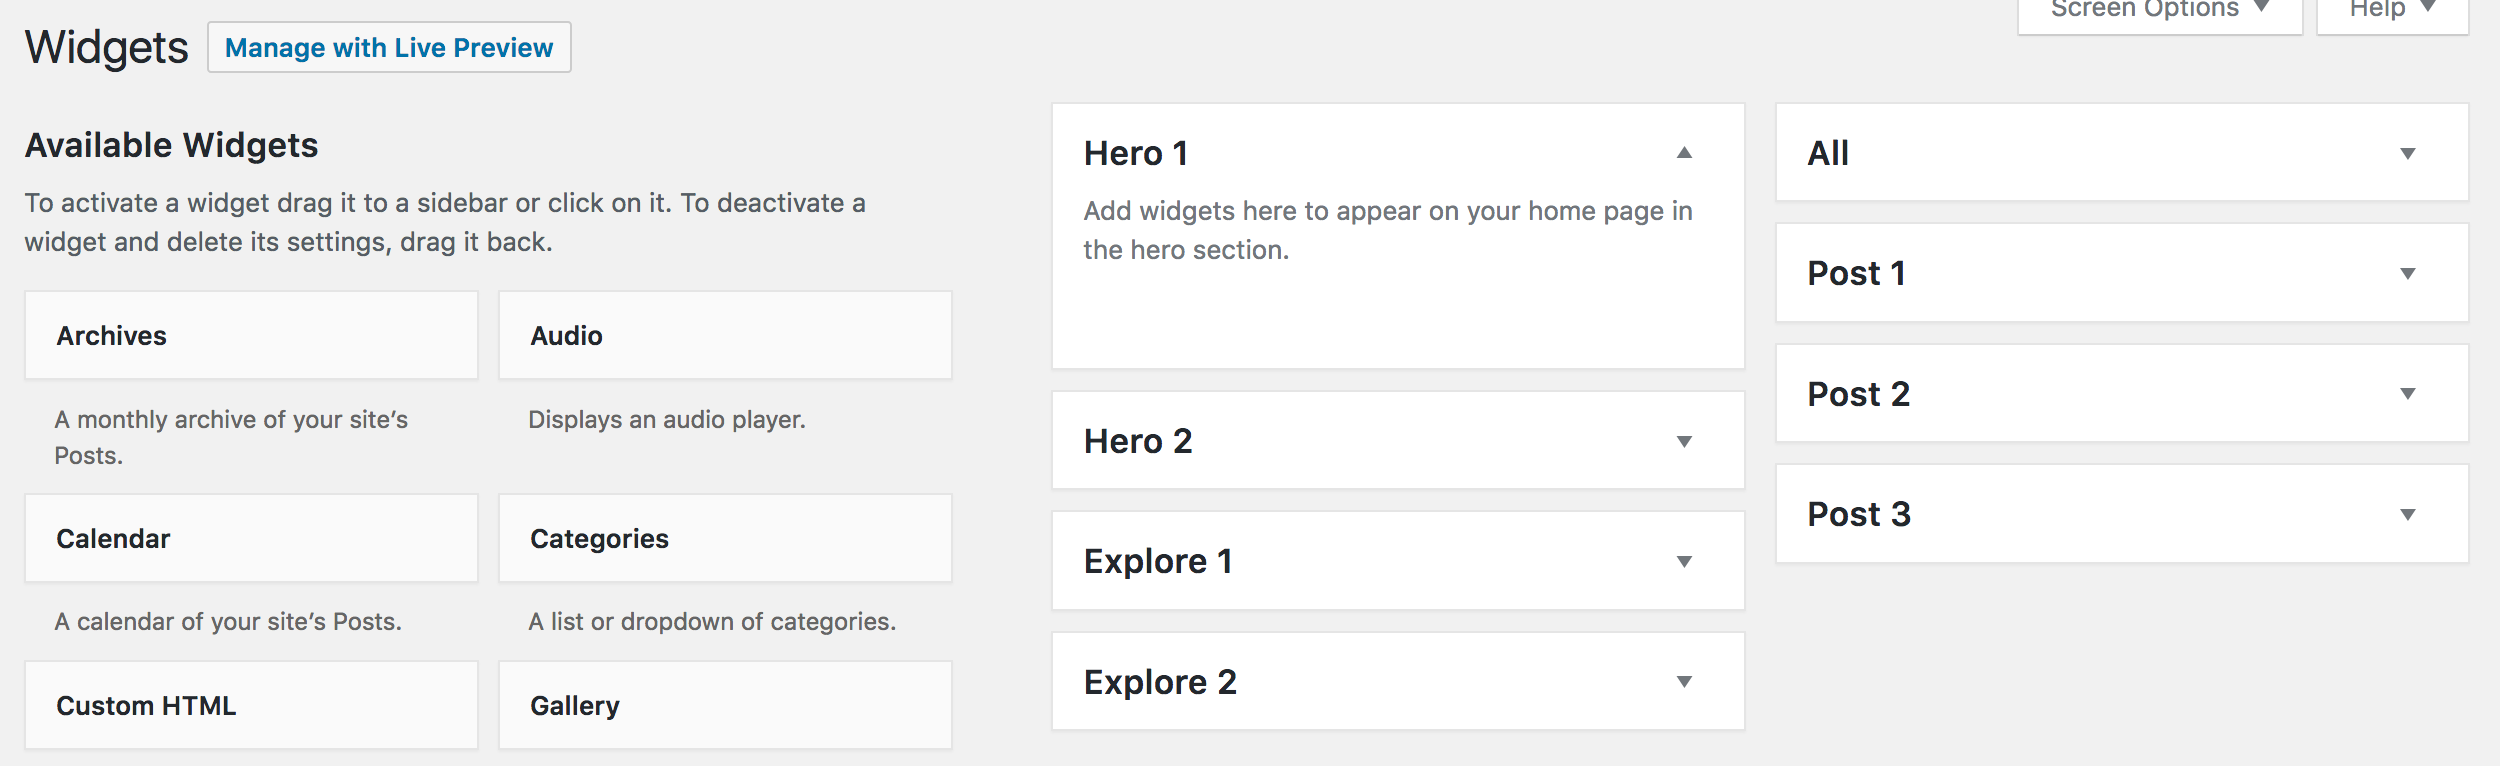 Screen Options
Help
Widgets
Manage with Live Preview
Available Widgets
To activate a widget drag it to a sidebar or click on it. To deactivate a
widget and delete its settings, drag it back.
Archives
Audio
A monthly archive of your site’s
Posts.
Displays an audio player.
Calendar
Categories
A calendar of your site’s Posts.
A list or dropdown of categories.
Custom HTML
Gallery
Hero 1
Add widgets here to appear on your home page in
the hero section.
Hero 2
Explore 1
Explore 2
All
Post 1
Post 2
Post 3